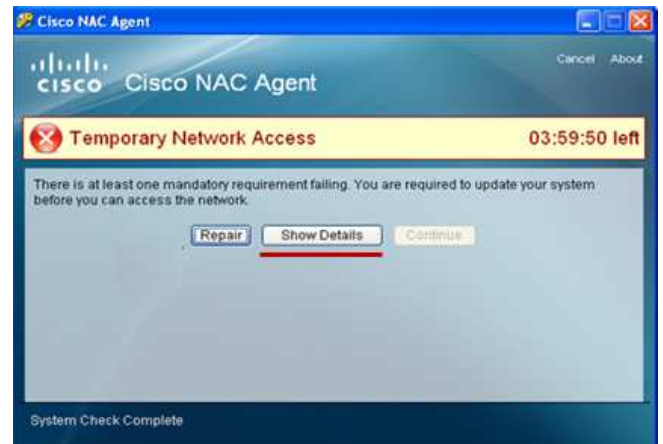 Cisco NAC Agent
Cancel About
CISCO Cisco NAC Agent
Temporary Network Access 03:59:50 left
There is at least one mandatory requirement failing. You are required to update your system
before you can access the network.
Repair Show Details Continue
System Check Complete